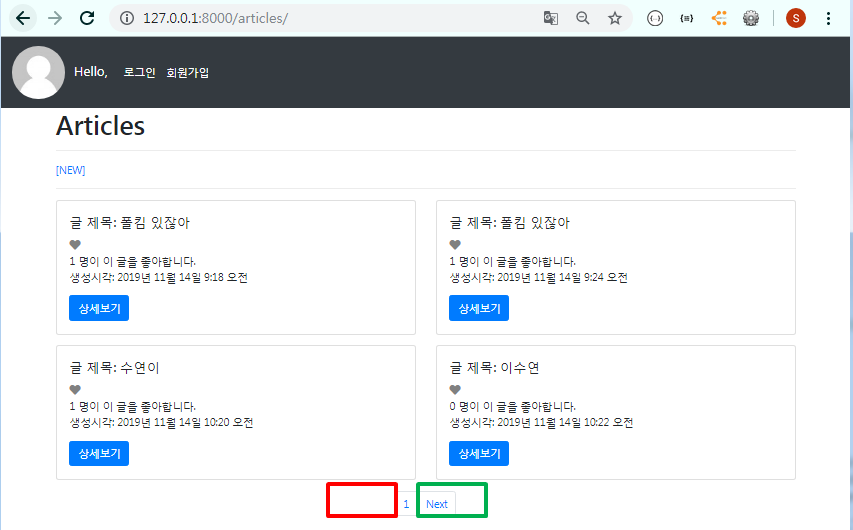 127.0.0.1:8000/articles/
S
Hello, 로그인 회원가입
Articles
[NEW]
글 제목: 폴킴 있잖아
1 명이 이 글을 좋아합니다.
생성시각: 2019년 11월 14일 9:18 오전
상세보기
글 제목: 폴킴 있잖아
1 명이 이 글을 좋아합니다.
생성시각: 2019년 11월 14일 9:24 오전
상세보기
글 제목: 수연이
1 명이 이 글을 좋아합니다.
생성시각: 2019년 11월 14일 10:20 오전
상세보기
글 제목: 이수연
0 명이 이 글을 좋아합니다.
생성시각: 2019년 11월 14일 10:22 오전
상세보기
1 Next